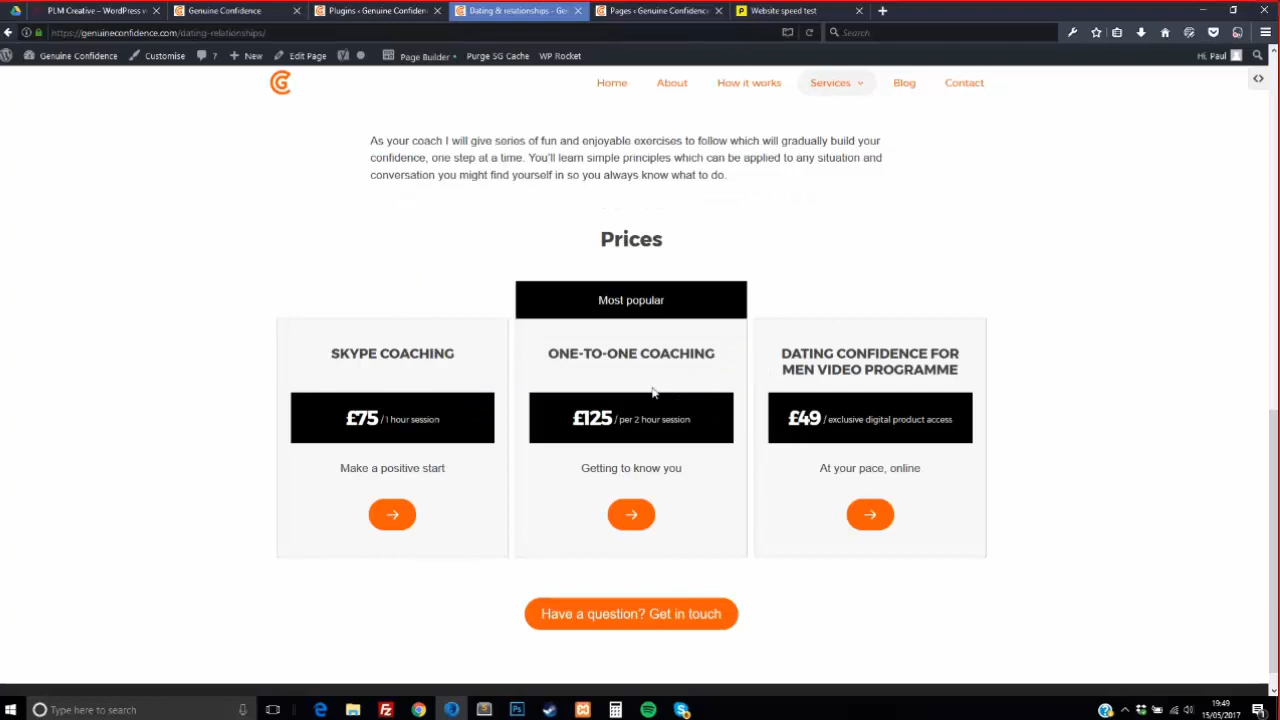 PLM Creative – WordPress v
Genuine Confidence
Plugins ‹ Genuine Confiden
Dating & relationships - Gen
Pages ‹ Genuine Confidence
Website speed test
https://genuineconfidence.com/dating-relationships/
Search
Genuine Confidence
Customise
7
New
Edit Page
Page Builder
Purge SG Cache
WP Rocket
Hi, Paul
Home
About
How it works
Services
Blog
Contact
As your coach I will give series of fun and enjoyable exercises to follow which will gradually build your
confidence, one step at a time. You'll learn simple principles which can be applied to any situation and
conversation you might find yourself in so you always know what to do.
Prices
Most popular
SKYPE COACHING
£75 / 1 hour session
Make a positive start
ONE-TO-ONE COACHING
£125 / per 2 hour session
Getting to know you
DATING CONFIDENCE FOR
MEN VIDEO PROGRAMME
£49 / exclusive digital product access
At your pace, online
Have a question? Get in touch
Type here to search
19:49
15/05/2017